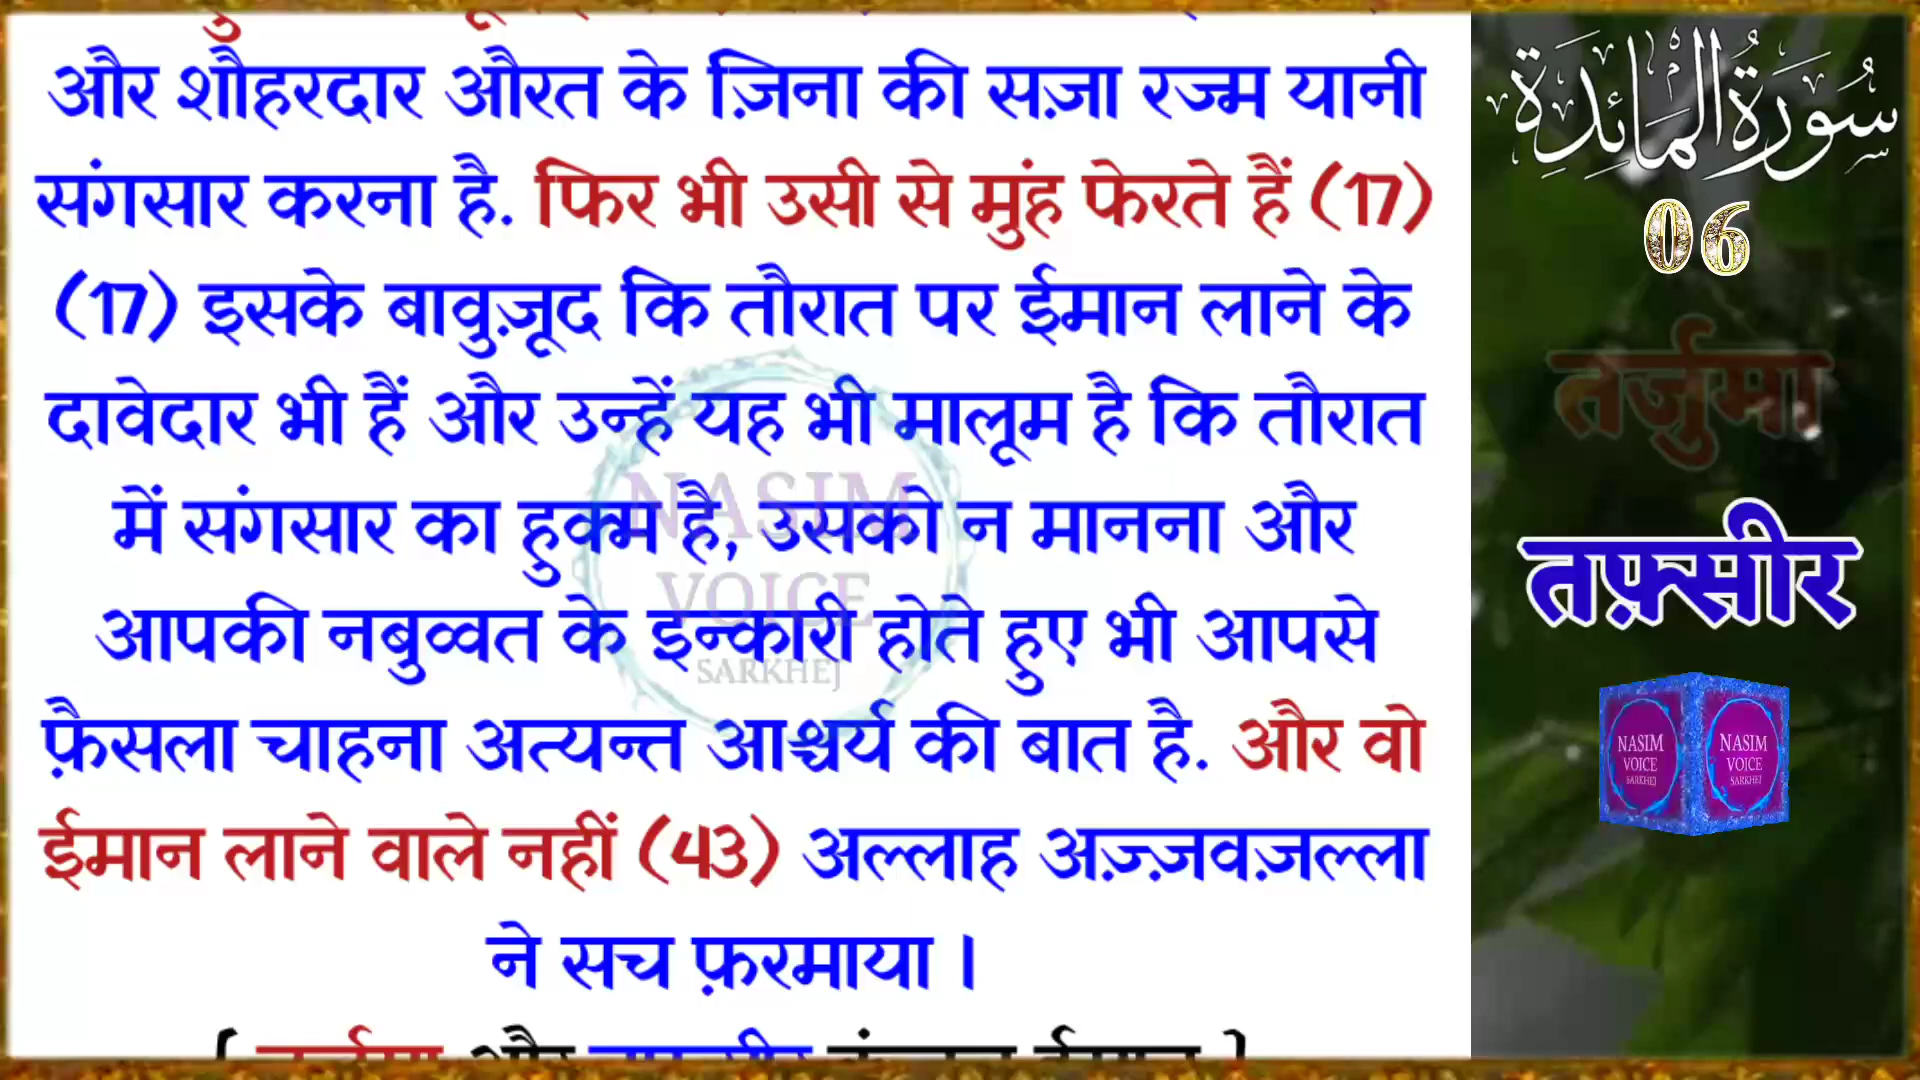 और शौहरदार औरत के ज़िना की सज़ा रज्म यानी
संगसार करना है. फिर भी उसी से मुंह फेरते हैं (17)
(17) इसके बावुज़ूद कि तौरात पर ईमान लाने के
दावेदार भी हैं और उन्हें यह भी मालूम है कि तौरात
में संगसार का हुक्म है, उसको न मानना और
आपकी नबुव्वत के इन्कारी होते हुए भी आपसे
फ़ैसला चाहना अत्यन्त आश्चर्य की बात है. और वो
ईमान लाने वाले नहीं (43) अल्लाह अज़्ज़वज़ल्ला
ने सच फ़रमाया ।
NASIM
VOICE
SARKHEJ
سُورَةُ المَائِدَة
06
तर्जुमा
तफ़्सीर
NASIM
VOICE
SARKHEJ
NASIM
VOICE
SARKHEJ